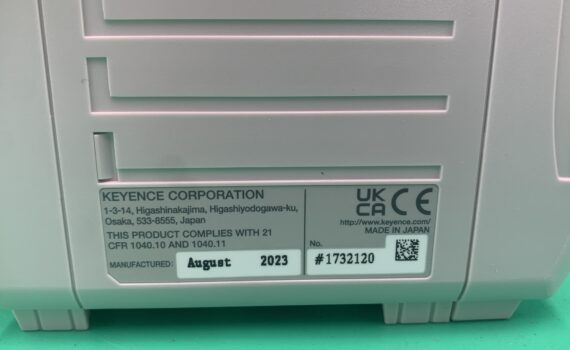 KEYENCE CORPORATION
1-3-14, Higashinakajima, Higashiyodogawa-ku,
Osaka, 533-8555, Japan
THIS PRODUCT COMPLIES WITH 21
CFR 1040.10 AND 1040.11
MANUFACTURED: August 2023
UK
CA CE
http://www.keyence.com/
MADE IN JAPAN
No.
#1732120